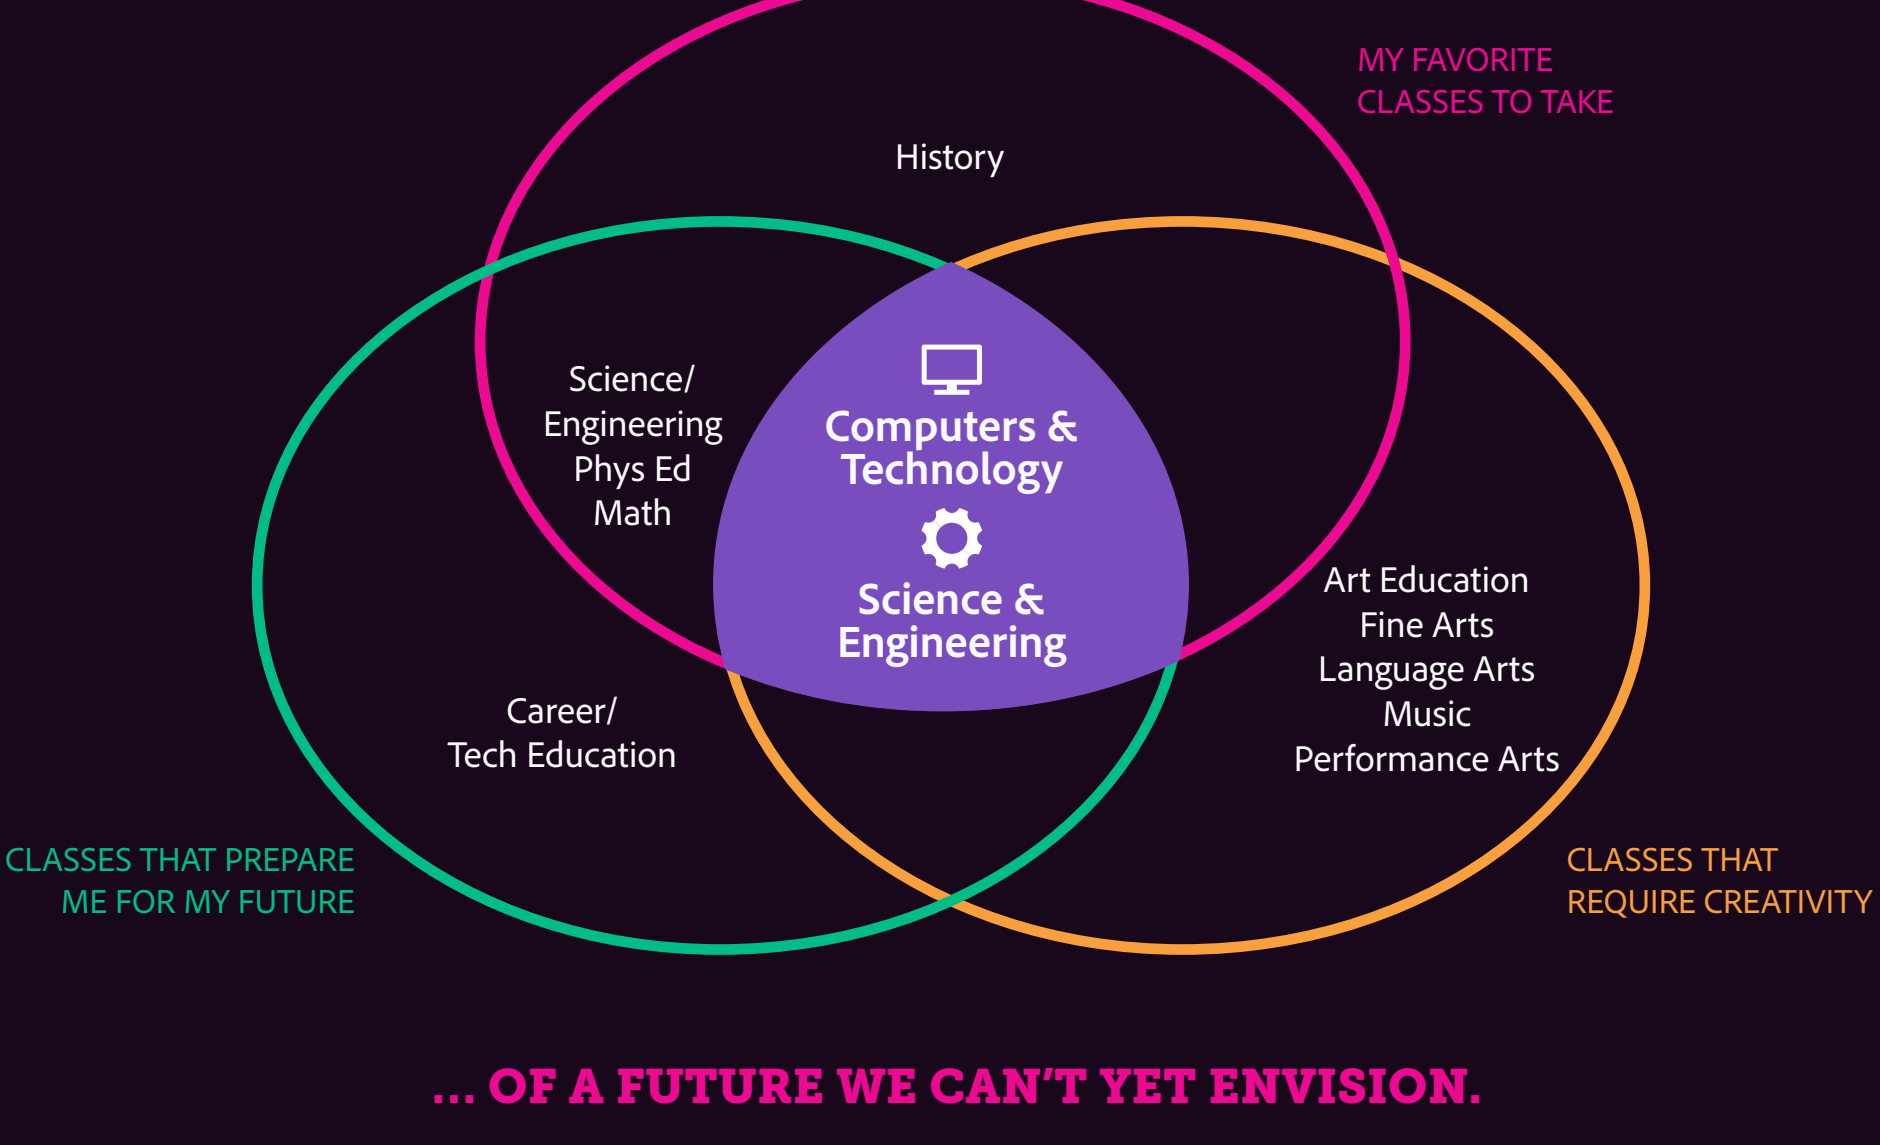 MY FAVORITE
CLASSES TO TAKE
History
Science/
Engineering
Phys Ed
Math
Computers &
Technology
Science &
Engineering
Art Education
Fine Arts
Language Arts
Music
Performance Arts
Career/
Tech Education
CLASSES THAT PREPARE
ME FOR MY FUTURE
CLASSES THAT
REQUIRE CREATIVITY
... OF A FUTURE WE CAN'T YET ENVISION.